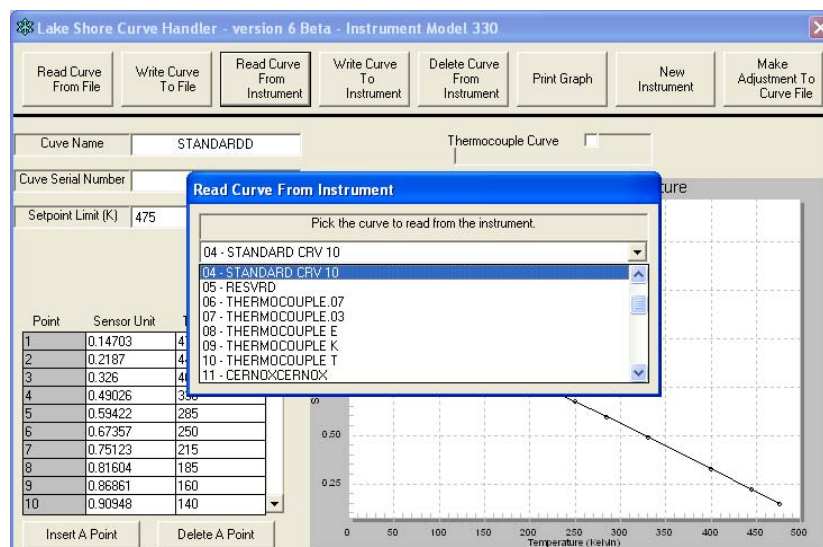 Lake Shore Curve Handler - version 6 Beta - Instrument Model 330
Read Curve From File
Write Curve To File
Read Curve From Instrument
Write Curve To Instrument
Delete Curve From Instrument
Print Graph
New Instrument
Make Adjustment To Curve File
Cuve Name
STANDARDD
Thermocouple Curve
Cuve Serial Number
Setpoint Limit (K)
475
Read Curve From Instrument
Pick the curve to read from the instrument.
04 - STANDARD CRV 10
04 - STANDARD CRV 10
05 - RESVRD
06 - THERMOCOUPLE.07
07 - THERMOCOUPLE.03
08 - THERMOCOUPLE E
09 - THERMOCOUPLE K
10 - THERMOCOUPLE T
11 - CERNOXCERNOX
Point Sensor Unit
1 0.14703
2 0.2187
3 0.326
4 0.49026
5 0.59422 285
6 0.67357 250
7 0.75123 215
8 0.81604 185
9 0.86861 160
10 0.90948 140
Insert A Point
Delete A Point
0.50
0.25
0 50 100 150 200 250 300 350 400 450 500
Temperature (Kelvin)